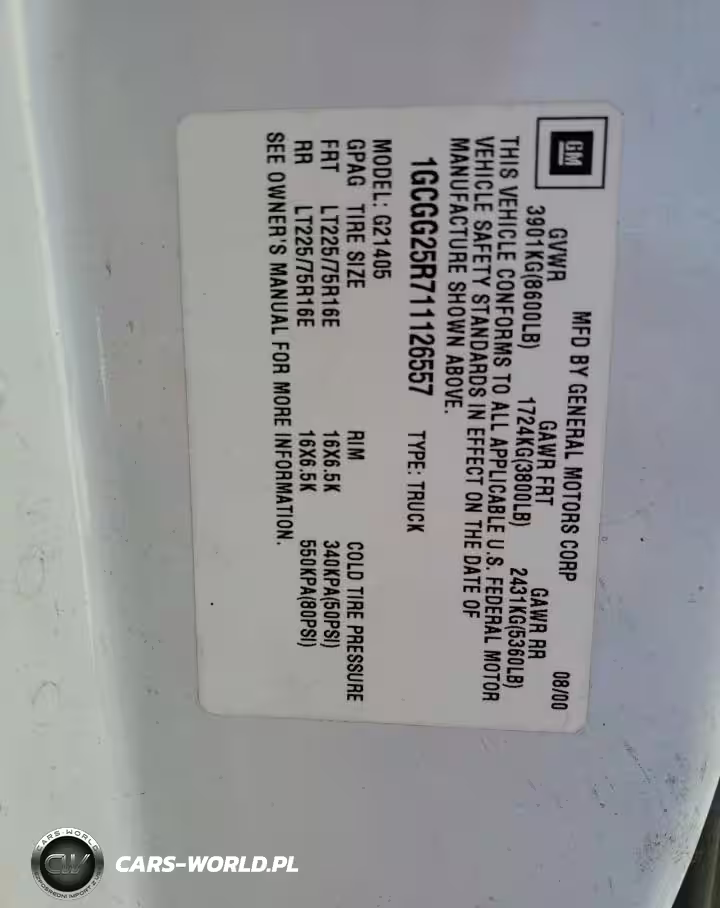 GM
MFD BY GENERAL MOTORS CORP
08/00
GVWR GAWR FRT GAWR RR
3901KG(8600LB) 1724KG(3800LB) 2431KG(5360LB)
THIS VEHICLE CONFORMS TO ALL APPLICABLE U.S. FEDERAL MOTOR
VEHICLE SAFETY STANDARDS IN EFFECT ON THE DATE OF
MANUFACTURE SHOWN ABOVE.
1GCGG25R711126557 TYPE: TRUCK
MODEL: G21405
GPAG TIRE SIZE RIM COLD TIRE PRESSURE
FRT LT225/75R16E 16X6.5K 340KPA(50PSI)
RR LT225/75R16E 16X6.5K 550KPA(80PSI)
SEE OWNER'S MANUAL FOR MORE INFORMATION.
CARS-WORLD
CW
CARS-WORLD.PL